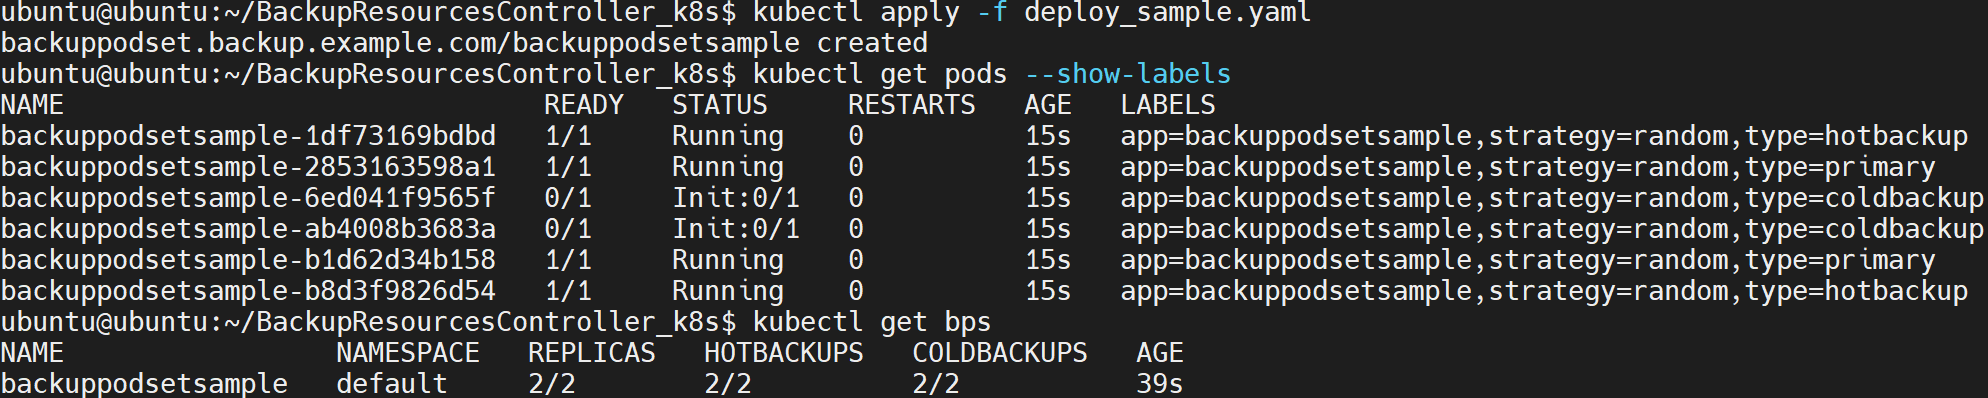 ubuntu@ubuntu:~/BackupResourcesController_k8s$ kubectl apply -f deploy_sample.yaml
backuppodset.backup.example.com/backuppodsetsample created
ubuntu@ubuntu:~/BackupResourcesController_k8s$ kubectl get pods --show-labels
NAME                              READY   STATUS     RESTARTS   AGE   LABELS
backuppodsetsample-1df73169bdbd   1/1     Running    0          15s   app=backuppodsetsample,strategy=random,type=hotbackup
backuppodsetsample-2853163598a1   1/1     Running    0          15s   app=backuppodsetsample,strategy=random,type=primary
backuppodsetsample-6ed041f9565f   0/1     Init:0/1   0          15s   app=backuppodsetsample,strategy=random,type=coldbackup
backuppodsetsample-ab4008b3683a   0/1     Init:0/1   0          15s   app=backuppodsetsample,strategy=random,type=coldbackup
backuppodsetsample-b1d62d34b158   1/1     Running    0          15s   app=backuppodsetsample,strategy=random,type=primary
backuppodsetsample-b8d3f9826d54   1/1     Running    0          15s   app=backuppodsetsample,strategy=random,type=hotbackup
ubuntu@ubuntu:~/BackupResourcesController_k8s$ kubectl get bps
NAME                 NAMESPACE   REPLICAS   HOTBACKUPS   COLDBACKUPS   AGE
backuppodsetsample   default     2/2        2/2          2/2           39s